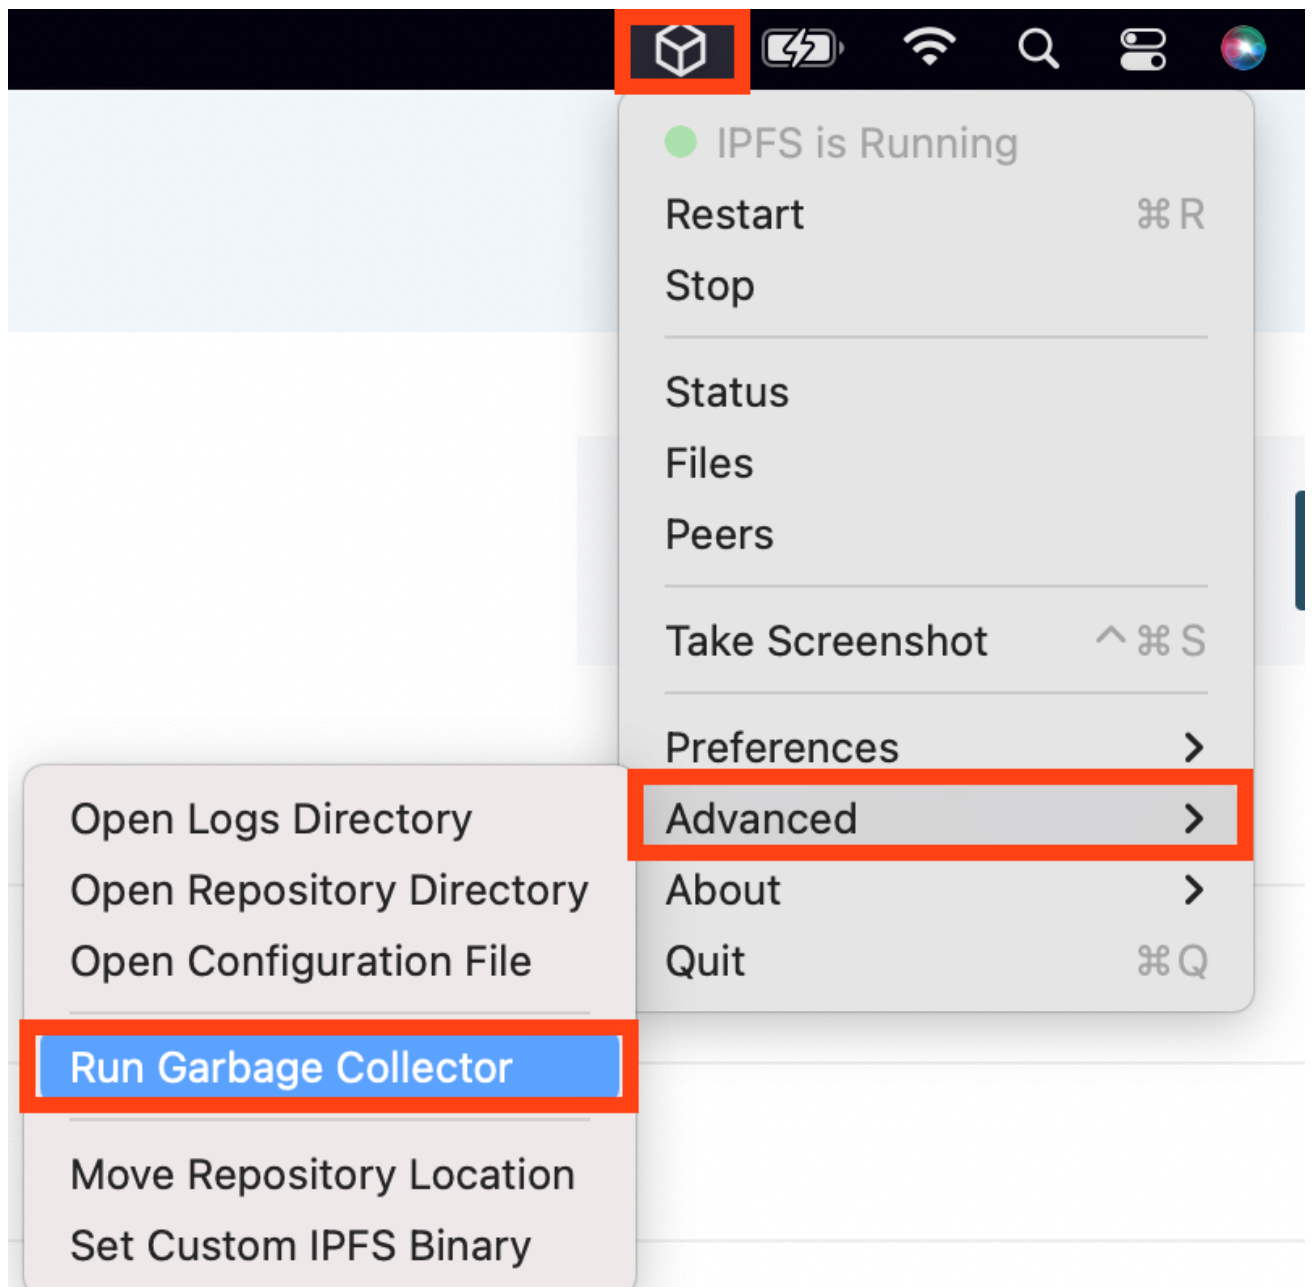 IPFS is Running
Restart ⌘ R
Stop
Status
Files
Peers
Take Screenshot ^ ⌘ S
Preferences
Advanced
About
Quit ⌘ Q
Open Logs Directory
Open Repository Directory
Open Configuration File
Run Garbage Collector
Move Repository Location
Set Custom IPFS Binary